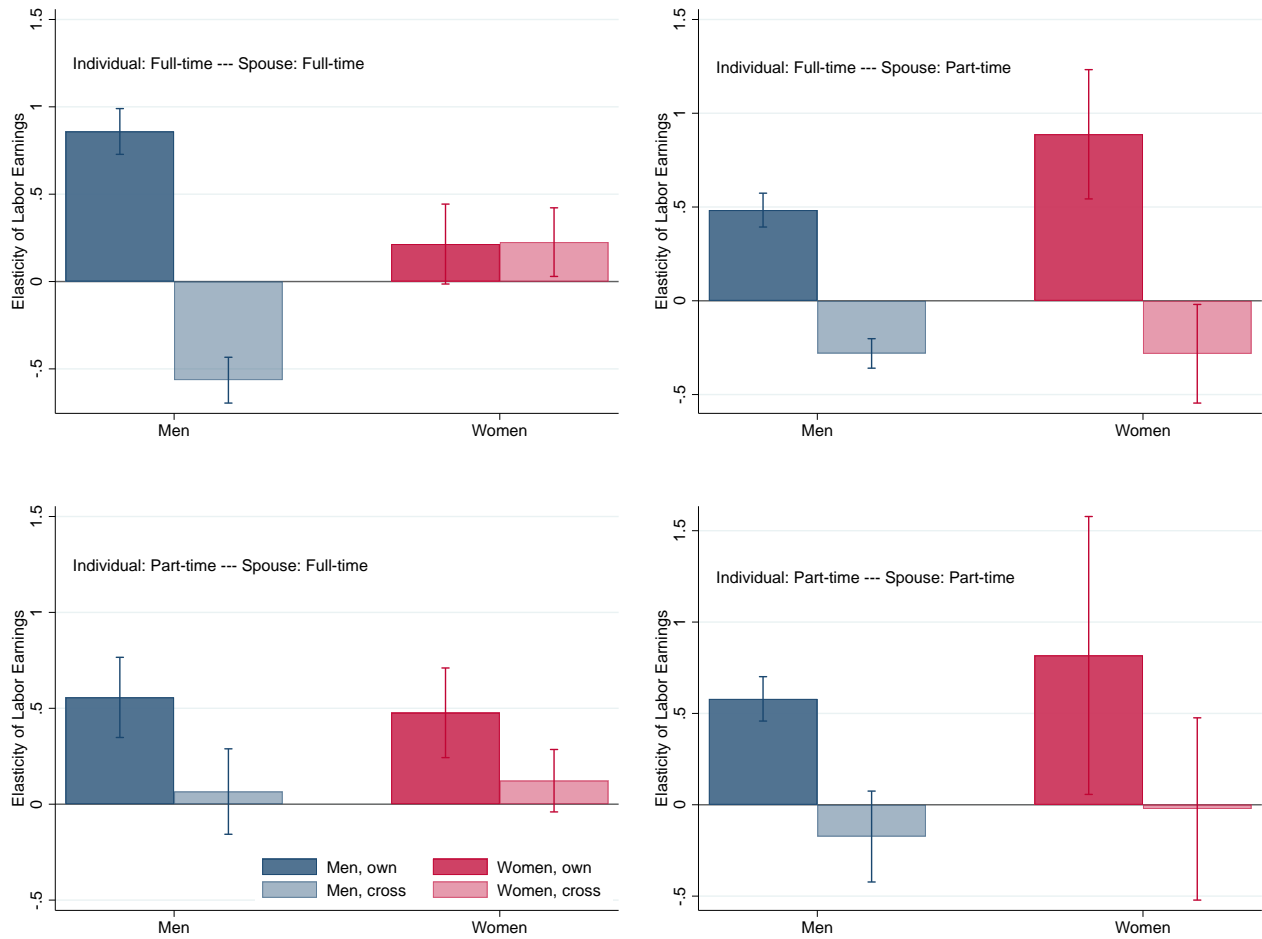 1.5
Individual: Full-time --- Spouse: Full-time
1
.5
0
-.5
Elasticity of Labor Earnings
Men
Women
1.5
Individual: Full-time --- Spouse: Part-time
1
.5
0
-.5
Elasticity of Labor Earnings
Men
Women
1.5
Individual: Part-time --- Spouse: Full-time
1
.5
0
-.5
Elasticity of Labor Earnings
Men, own
Women, own
Men, cross
Women, cross
Men
Women
1.5
Individual: Part-time --- Spouse: Part-time
1
.5
0
-.5
Elasticity of Labor Earnings
Men
Women